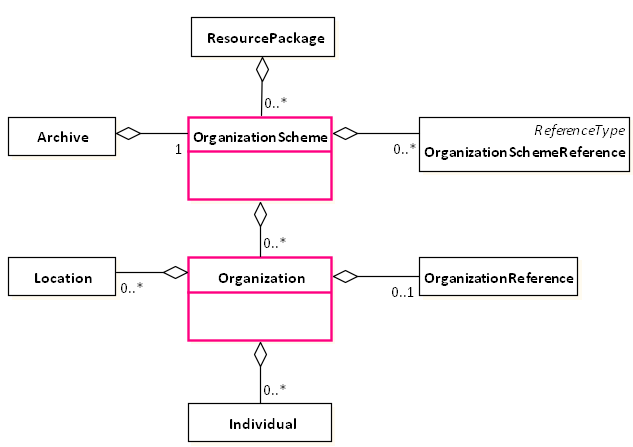 ResourcePackage
0..*
Archive
1
OrganizationScheme
0..*
ReferenceType
OrganizationSchemeReference
0..*
Location
0..*
Organization
0..1
OrganizationReference
0..*
Individual